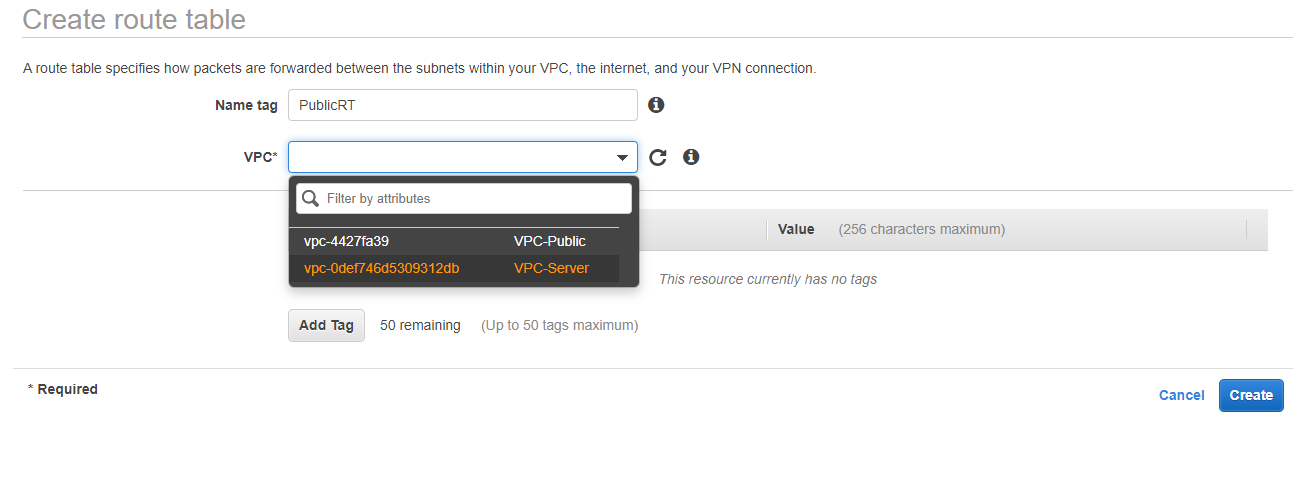 Create route table
A route table specifies how packets are forwarded between the subnets within your VPC, the internet, and your VPN connection.
Name tag PublicRT
VPC*
Filter by attributes
vpc-4427fa39 VPC-Public
vpc-0def746d5309312db VPC-Server
Value (256 characters maximum)
This resource currently has no tags
Add Tag 50 remaining (Up to 50 tags maximum)
* Required
Cancel Create